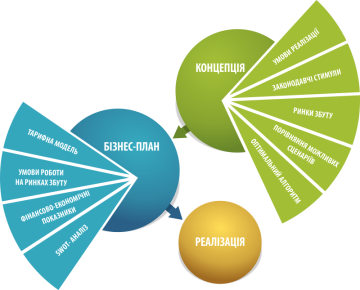 КОНЦЕПЦІЯ
УМОВИ РЕАЛІЗАЦІЇ
ЗАКОНОДАВЧІ СТИМУЛИ
РИНКИ ЗБУТУ
ПОРІВНЯННЯ МОЖЛИВИХ
СЦЕНАРІЇВ
ОПТИМАЛЬНИЙ АЛГОРИТМ
БІЗНЕС-ПЛАН
ТАРИФНА МОДЕЛЬ
УМОВИ РОБОТИ
НА РИНКАХ ЗБУТУ
ФІНАНСОВО-ЕКОНОМІЧНІ
ПОКАЗНИКИ
SWOT- АНАЛІЗ
РЕАЛІЗАЦІЯ